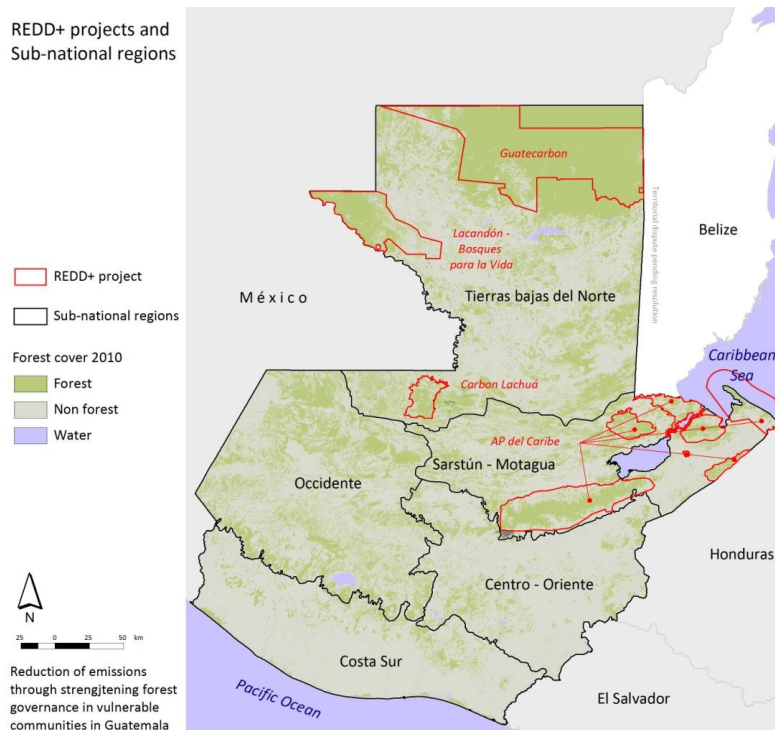 REDD+ projects and
Sub-national regions
REDD+ project
Sub-national regions
Forest cover 2010
Forest
Non forest
Water
N
25 0 25 50 km
Reduction of emissions
through strengjtening forest
governance in vulnerable
communities in Guatemala
Guatecarbon
Lacandón -
Bosques
para la Vida
Territorial dispute pending resolution
Belize
México
Tierras bajas del Norte
Caribbean
Sea
Carbon Lachuá
AP del Caribe
Sarstún - Motagua
Occidente
Honduras
Centro - Oriente
Costa Sur
El Salvador
Pacific Ocean